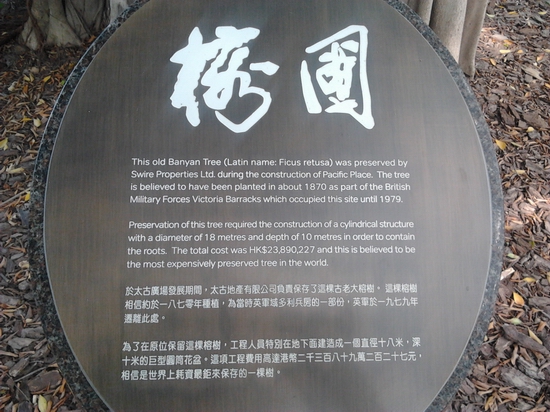 榕圃
This old Banyan Tree (Latin name: Ficus retusa) was preserved by
Swire Properties Ltd. during the construction of Pacific Place. The tree
is believed to have been planted in about 1870 as part of the British
Military Forces Victoria Barracks which occupied this site until 1979.
Preservation of this tree required the construction of a cylindrical structure
with a diameter of 18 metres and depth of 10 metres in order to contain
the roots. The total cost was HK$23,890,227 and this is believed to be
the most expensively preserved tree in the world.
於太古廣場發展期間，太古地產有限公司負責保存了這棵古老大榕樹。這棵榕樹
相信約於一八七零年種植，為當時英軍域多利兵房的一部份，英軍於一九七九年
遷離此處。
為了在原位保留這棵榕樹，工程人員特別在地下面建造成一個直徑十八米，深
十米的巨型圓筒花盆。這項工程費用高達港幣二千三百八十九萬二百二十七元，
相信是世界上耗資最鉅來保存的一棵樹。